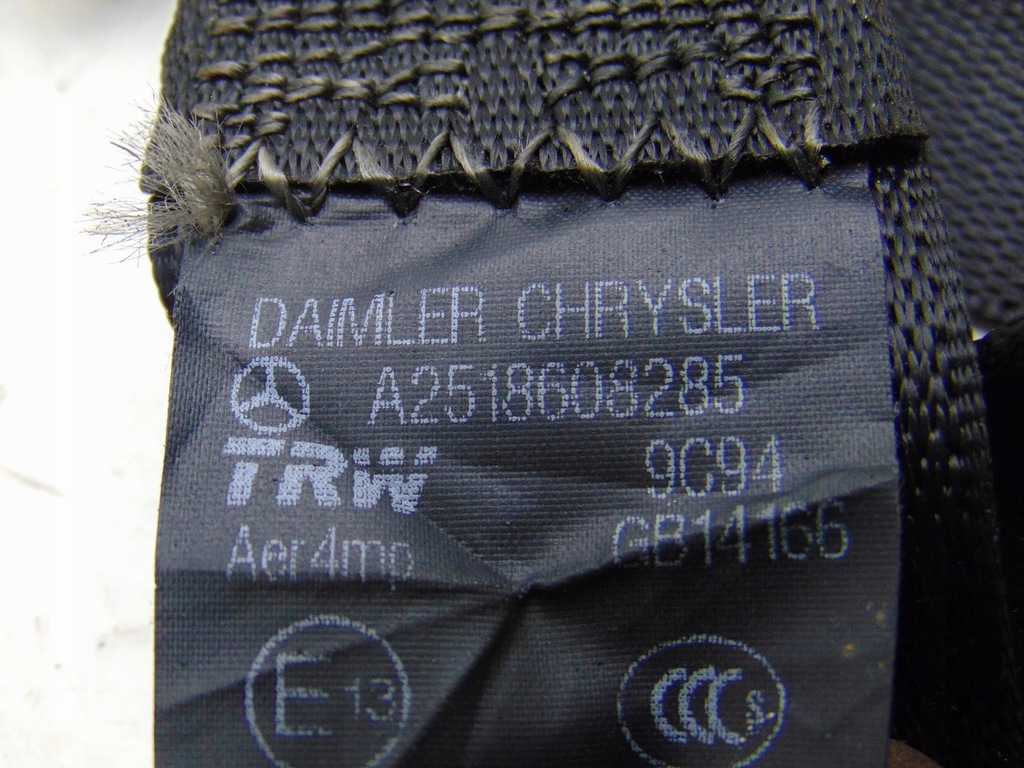 DAIMLER CHRYSLER
A2518608285
TRW 9C94
Aer4mp GB14166
E13 CCC S